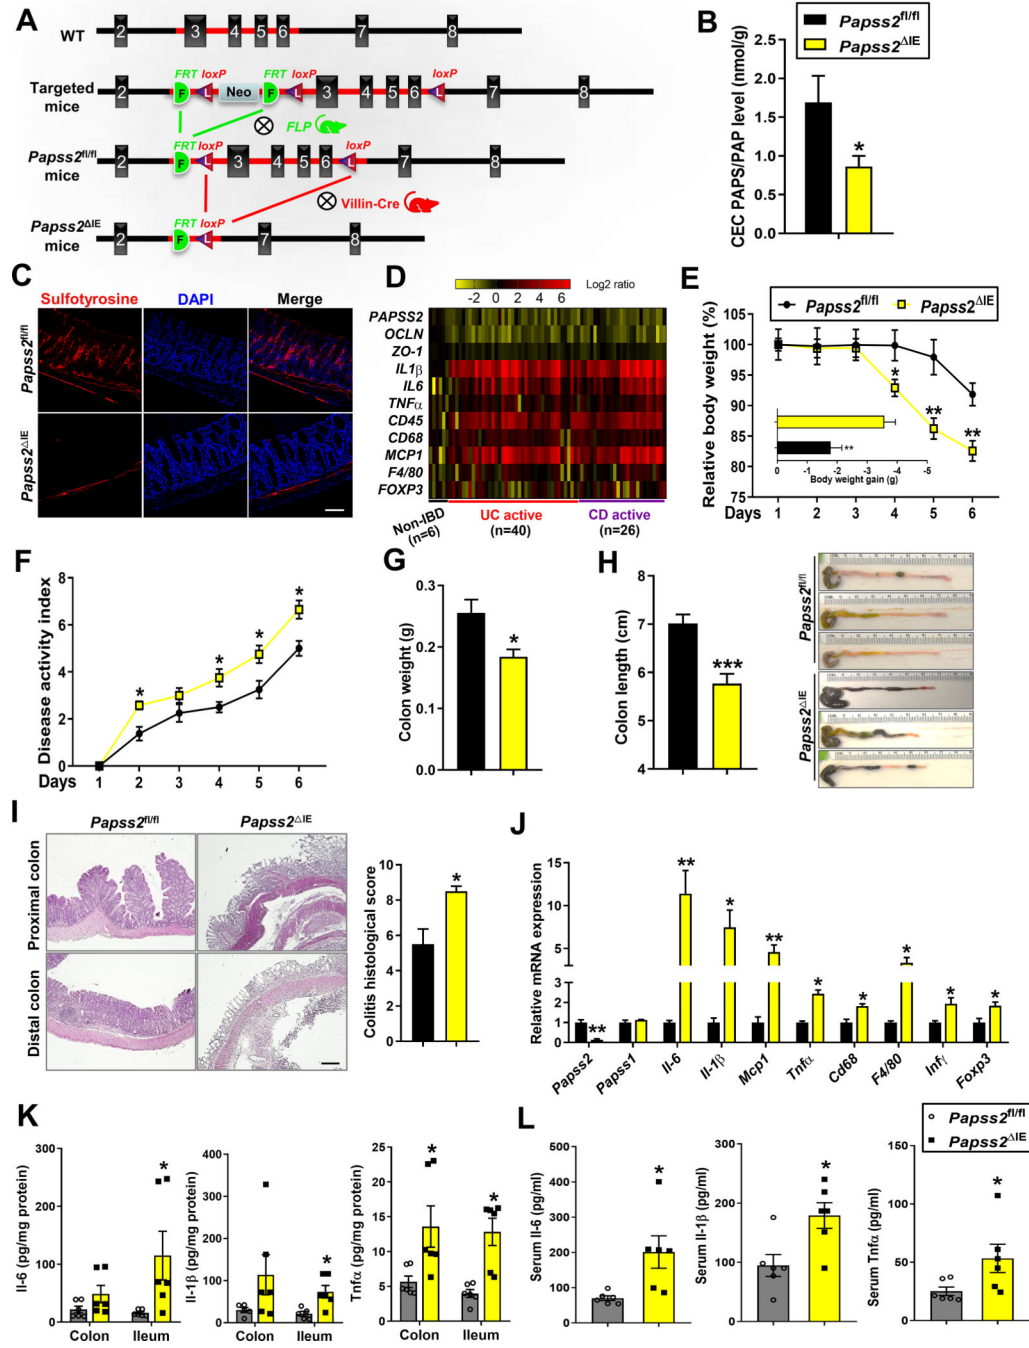 A
WT
2 3 4 5 6 7 8
FRT loxP FRT loxP loxP
Targeted mice
2 F L Neo F L 3 4 5 6 L 7 8
FLP
FRT loxP loxP
Papss2fl/fl mice
2 F L 3 4 5 6 L 7 8
Villin-Cre
FRT loxP
Papss2ΔIE mice
2 F L 7 8
B
Papss2fl/fl
Papss2ΔIE
CEC PAPS/PAP level (nmol/g)
2.5
2.0
1.5
1.0
0.5
0.0
*
C
Sulfotyrosine DAPI Merge
Papss2fl/fl
Papss2ΔIE
D
-2 0 2 4 6 Log2 ratio
PAPSS2
OCLN
ZO-1
IL1β
IL6
TNFα
CD45
CD68
MCP1
F4/80
FOXP3
Non-IBD (n=6)
UC active (n=40)
CD active (n=26)
E
Papss2fl/fl Papss2ΔIE
Relative body weight (%)
105
100
95
90
85
80
75
* ** **
**
0 -1 -2 -3 -4 -5
Body weight gain (g)
Days 1 2 3 4 5 6
F
Disease activity index
8
6
4
2
0
* * * *
Days 1 2 3 4 5 6
G
Colon weight (g)
0.3
0.2
0.1
0.0
*
H
Colon length (cm)
8
7
6
5
4
***
Papss2fl/fl
Papss2ΔIE
I
Papss2fl/fl Papss2△IE
Proximal colon
Distal colon
Colitis histological score
10
8
6
4
2
0
*
J
Relative mRNA expression
15
10
5
2
1
0
** ** * ** * * * * *
Papss2 Papss1 Il-6 Il-1β Mcp1 Tnfα Cd68 F4/80 Infγ Foxp3
K
Il-6 (pg/mg protein)
300
200
100
0
*
Colon Ileum
Il-1β (pg/mg protein)
400
300
200
100
0
*
Colon Ileum
Tnfα (pg/mg protein)
25
20
15
10
5
0
* *
Colon Ileum
L
Papss2fl/fl
Papss2ΔIE
Serum Il-6 (pg/ml)
500
400
300
200
100
0
*
Serum Il-1β (pg/ml)
300
200
100
0
*
Serum Tnfα (pg/ml)
150
100
50
0
*